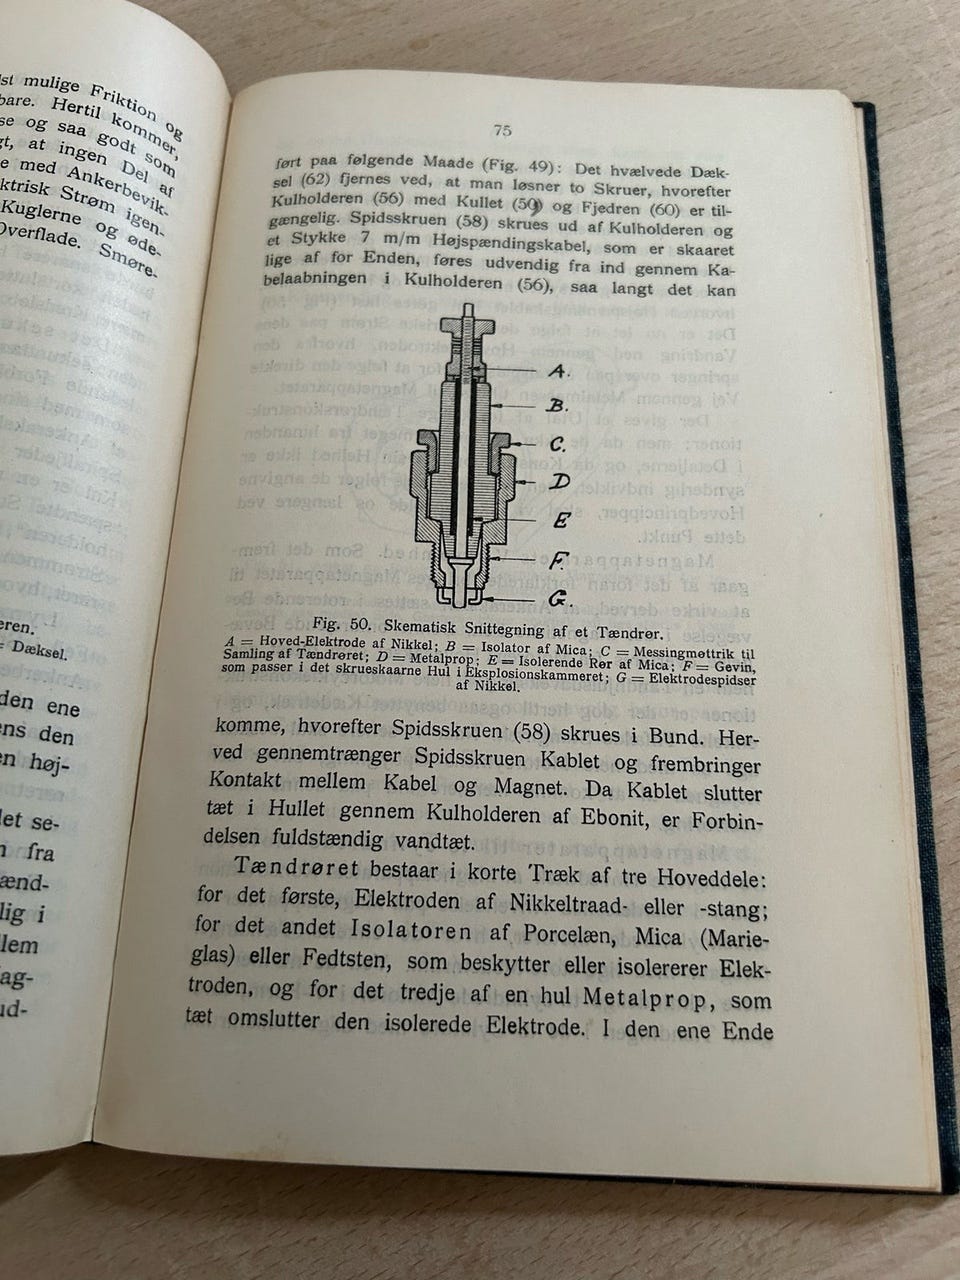 mulige Friktion og
Hertil kommer,
og saa godt som
at ingen Del af
med Ankerbevik-
Strøm igen-
Kuglerne og øde-
Overflade. Smøre-
Dæksel.
den ene
den
høj-
se-
fra
i
75
ført paa følgende Maade (Fig. 49): Det hvælvede Dæk-
sel (62) fjernes ved, at man løsner to Skruer, hvorefter
Kulholderen (56) med Kullet (59) og Fjedren (60) er til-
gængelig. Spidsskruen (58) skrues ud af Kulholderen og
et Stykke 7 m/m Højspændingskabel, som er skaaret
lige af for Enden, føres udvendig fra ind gennem Ka-
belaabningen i Kulholderen (56), saa langt det kan
A.
B.
C.
D
E
F.
G.
Fig. 50. Skematisk Snittegning af et Tændrør.
A = Hoved-Elektrode af Nikkel; B = Isolator af Mica; C = Messingmøttrik til
Samling af Tændrøret; D = Metalprop; E = Isolerende Rør af Mica; F = Gevin,
som passer i det skrueskaarne Hul i Eksplosionskammeret; G = Elektrodespidser
af Nikkel.
komme, hvorefter Spidsskruen (58) skrues i Bund. Her-
ved gennemtrænger Spidsskruen Kablet og frembringer
Kontakt mellem Kabel og Magnet. Da Kablet slutter
tæt i Hullet gennem Kulholderen af Ebonit, er Forbin-
delsen fuldstændig vandtæt.
Tændrøret bestaar i korte Træk af tre Hoveddele:
for det første, Elektroden af Nikkeltraad- eller -stang;
for det andet Isolatoren af Porcelæn, Mica (Marie-
glas) eller Fedtsten, som beskytter eller isolererer Elek-
troden, og for det tredje af en hul Metalprop, som
tæt omslutter den isolerede Elektrode. I den ene Ende